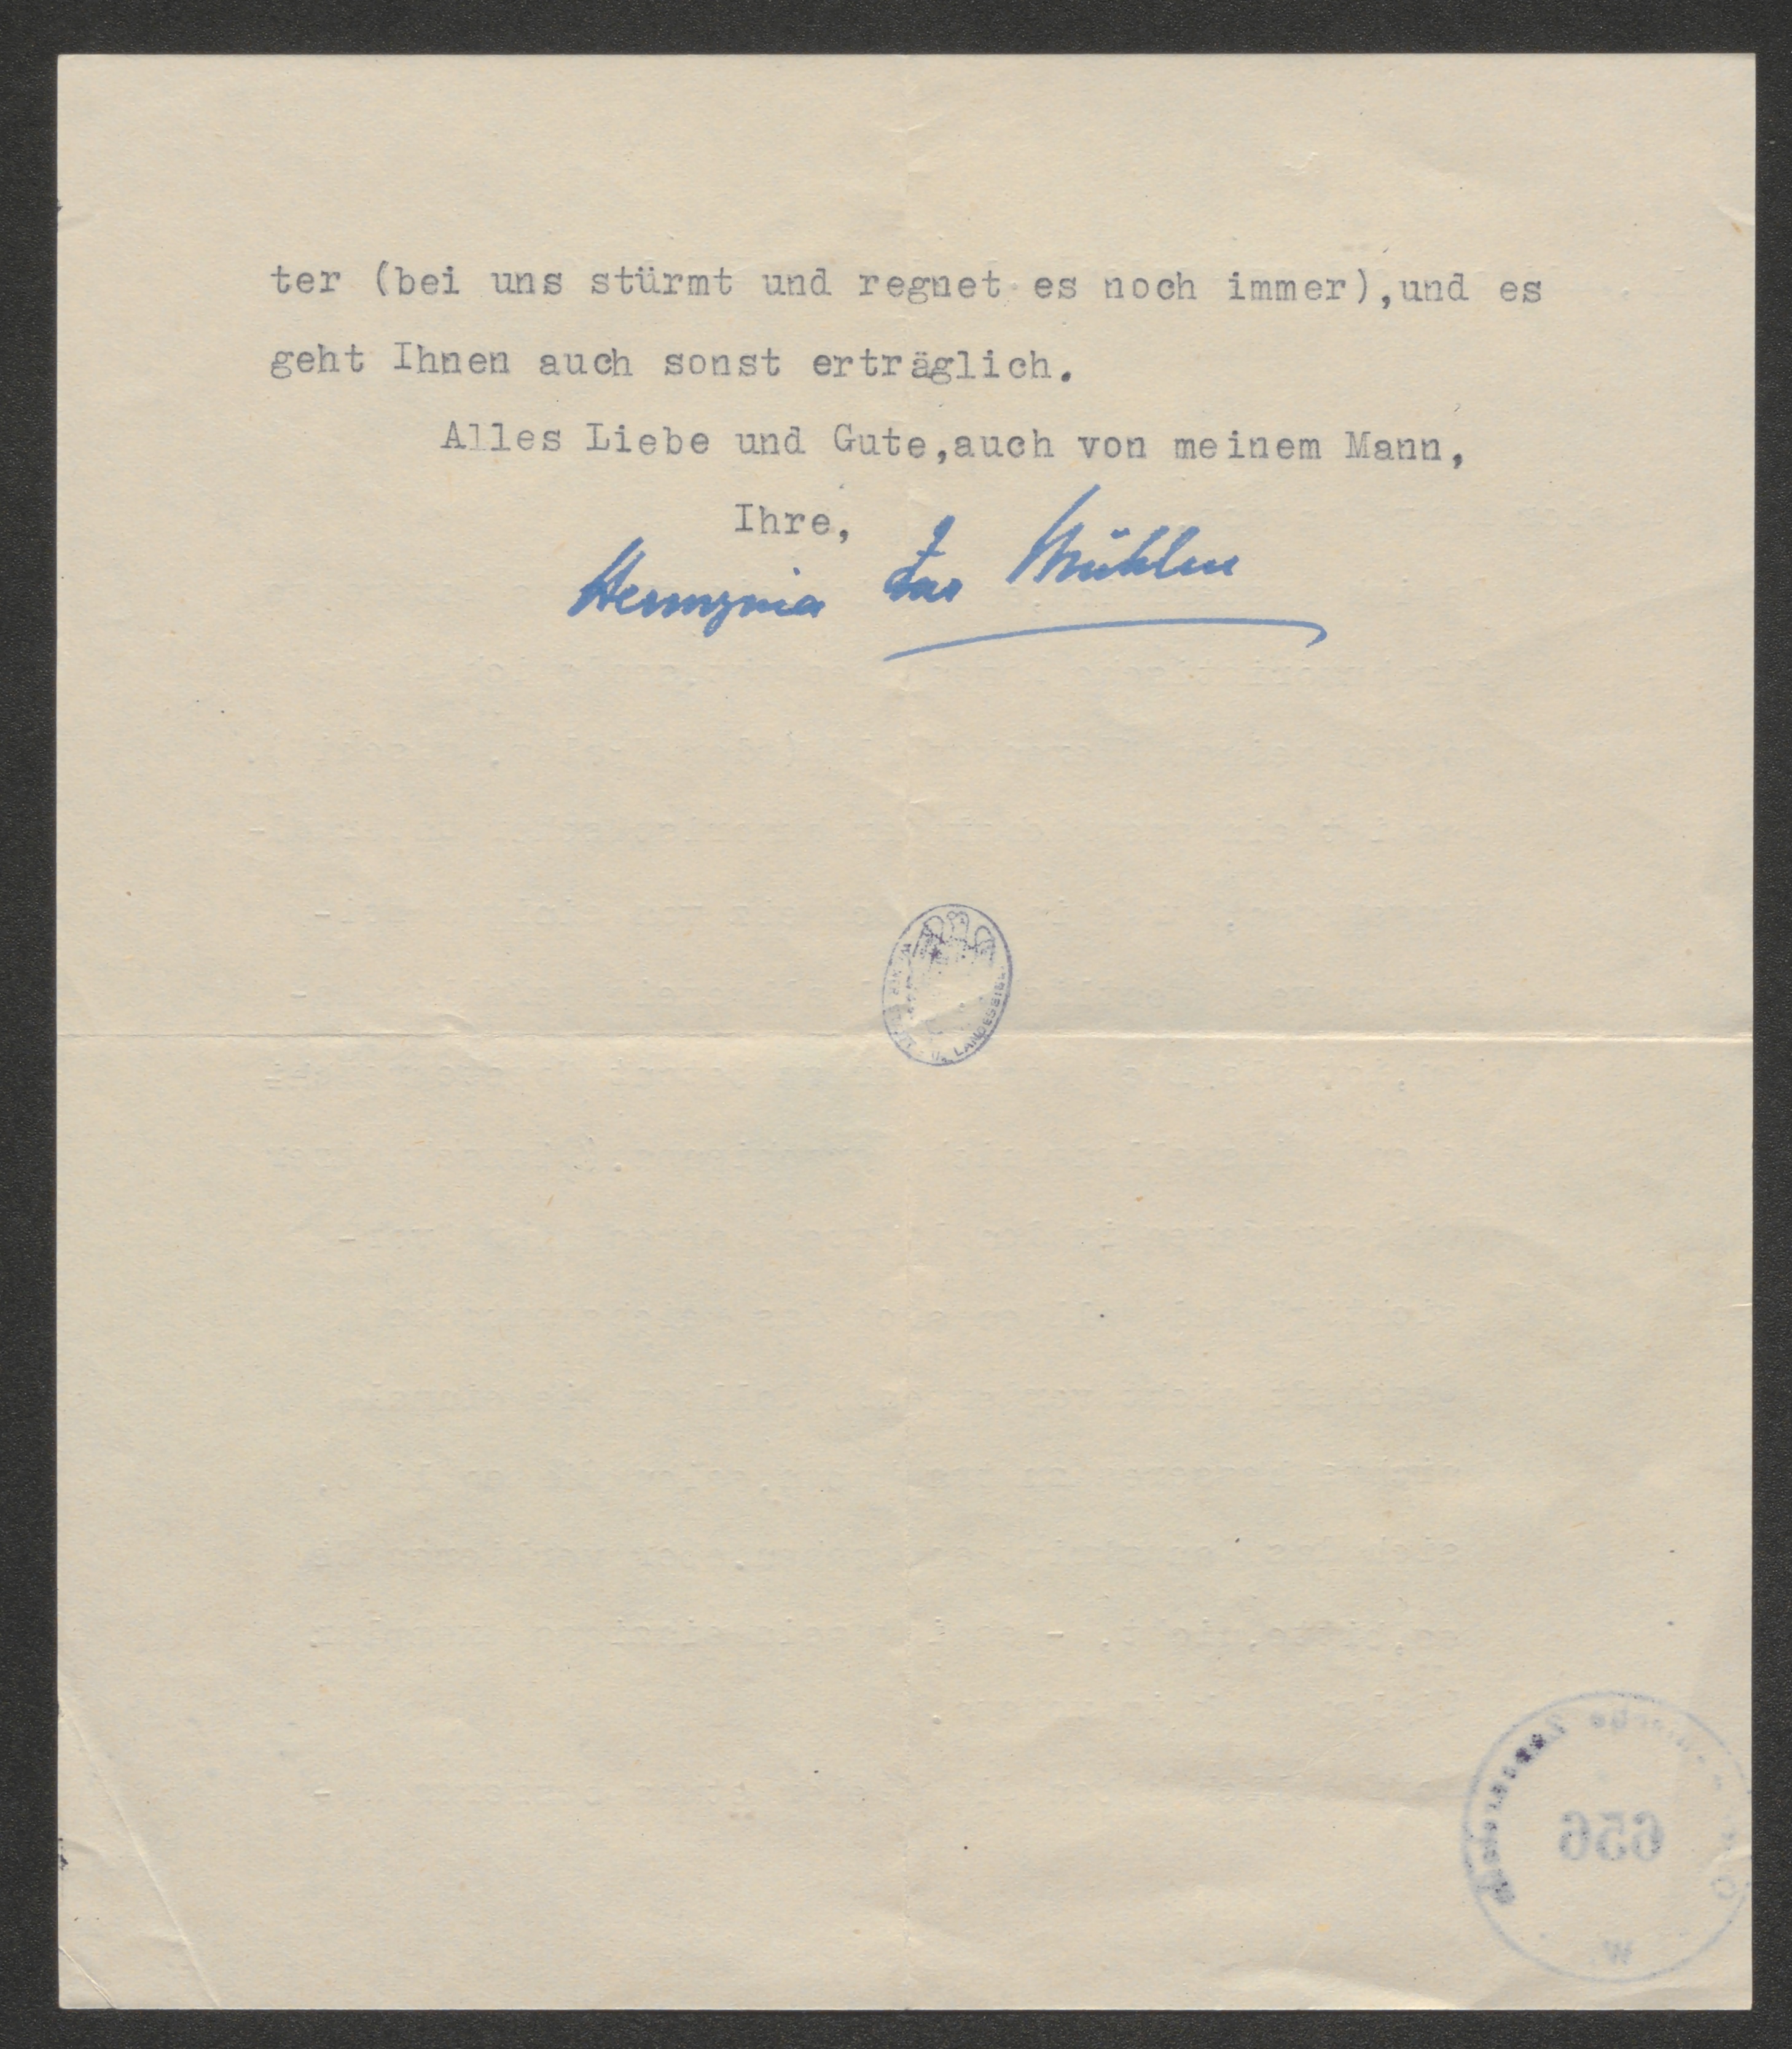 ter (bei uns stürmt und regnet es noch immer),und es
geht Ihnen auch sonst erträglich.
Alles Liebe und Gute,auch von meinem Mann,
Ihre,
Hermynia Zur Mühlen
U. LANDESBIBL.
656
W